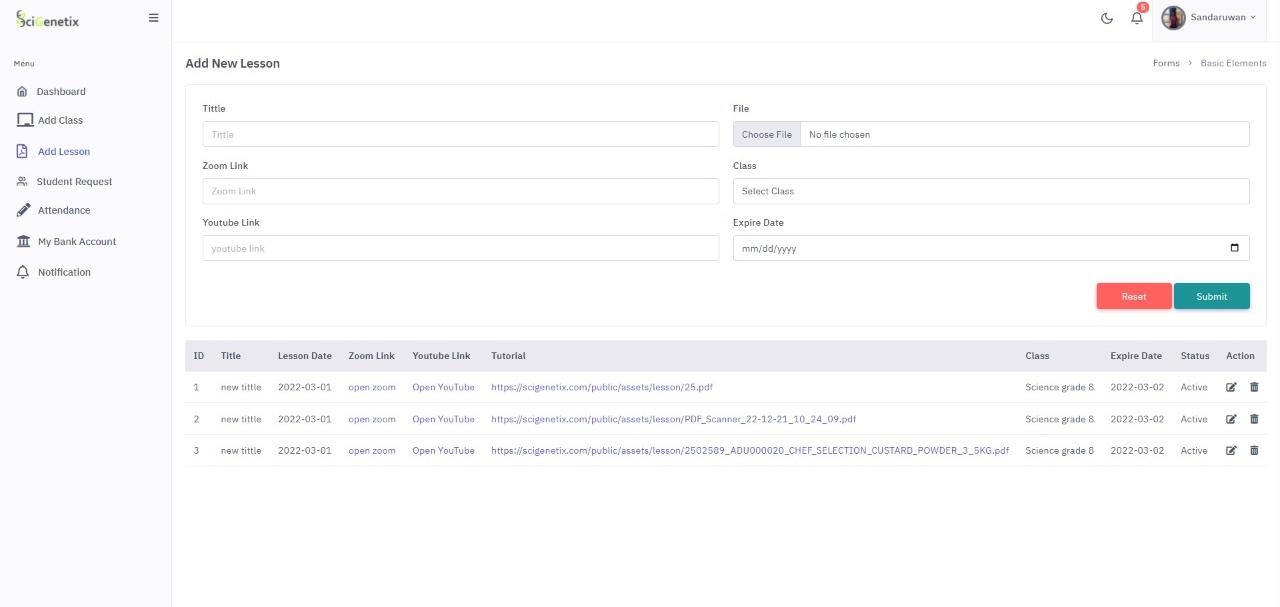 SciGenetix
5
Sandaruwan
Menu
Dashboard
Add Class
Add Lesson
Student Request
Attendance
My Bank Account
Notification
Add New Lesson
Forms > Basic Elements
Tittle
Tittle
File
Choose File No file chosen
Zoom Link
Zoom Link
Class
Select Class
Youtube Link
youtube link
Expire Date
mm/dd/yyyy
Reset Submit
ID Title Lesson Date Zoom Link Youtube Link Tutorial Class Expire Date Status Action
1 new tittle 2022-03-01 open zoom Open YouTube https://scigenetix.com/public/assets/lesson/25.pdf Science grade 8 2022-03-02 Active
2 new tittle 2022-03-01 open zoom Open YouTube https://scigenetix.com/public/assets/lesson/PDF_Scanner_22-12-21_10_24_09.pdf Science grade 8 2022-03-02 Active
3 new tittle 2022-03-01 open zoom Open YouTube https://scigenetix.com/public/assets/lesson/2502589_ADU000020_CHEF_SELECTION_CUSTARD_POWDER_3_5KG.pdf Science grade 8 2022-03-02 Active